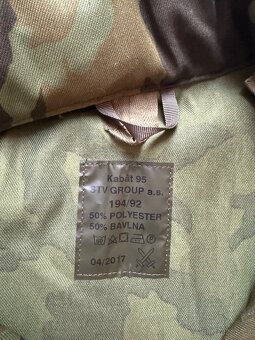 Kabát 95
STV GROUP a.s.
194/92
50% POLYESTER
50% BAVLNA
04/2017